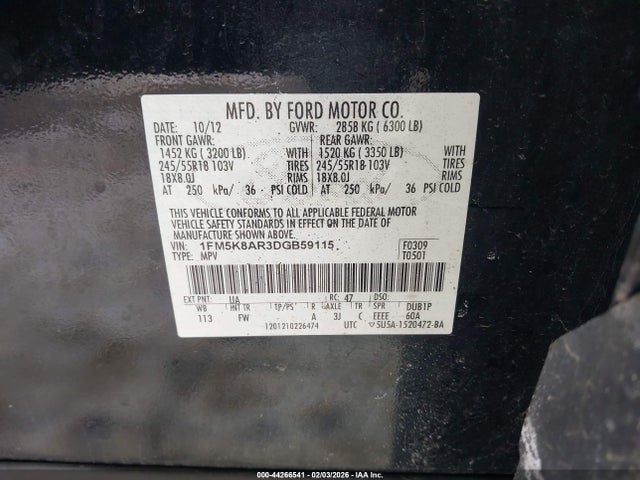 MFD. BY FORD MOTOR CO.
DATE: 10/12 GVWR: 2858 KG ( 6300 LB)
FRONT GAWR: REAR GAWR:
1452 KG ( 3200 LB) WITH 1520 KG ( 3350 LB) WITH
245/55R18 103V TIRES 245/55R18 103V TIRES
18X8.0J RIMS 18X8.0J RIMS
AT 250 kPa/ 36 PSI COLD AT 250 kPa/ 36 PSI COLD
THIS VEHICLE CONFORMS TO ALL APPLICABLE FEDERAL MOTOR
VEHICLE SAFETY STANDARDS IN EFFECT ON THE DATE OF
MANUFACTURE SHOWN ABOVE.
VIN: 1FM5K8AR3DGB59115 F0309
TYPE: MPV T0501
EXT PNT: UA RC: 47 DSO:
WB INT TR TP/PS R AXLE TR SPR DUB1P
113 FW A 3J C EEEE 60A
1201210226474 UTC 5U5A-1520472-BA
000-44266541 - 02/03/2026 - IAA Inc.